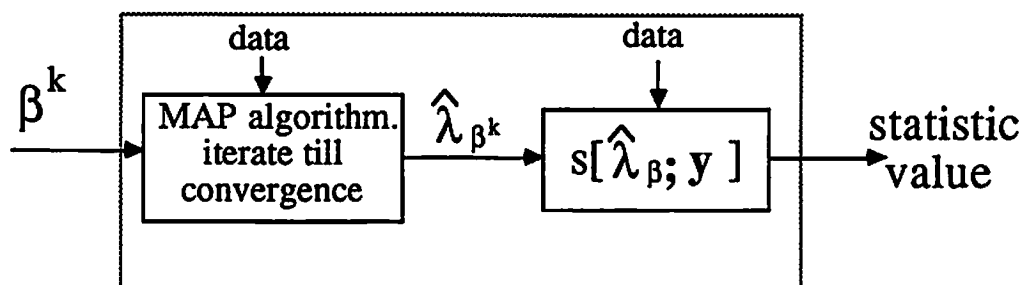 data
data
β^k
MAP algorithm.
iterate till
convergence
λ̂_β^k
s[ λ̂_β; y ]
statistic
value